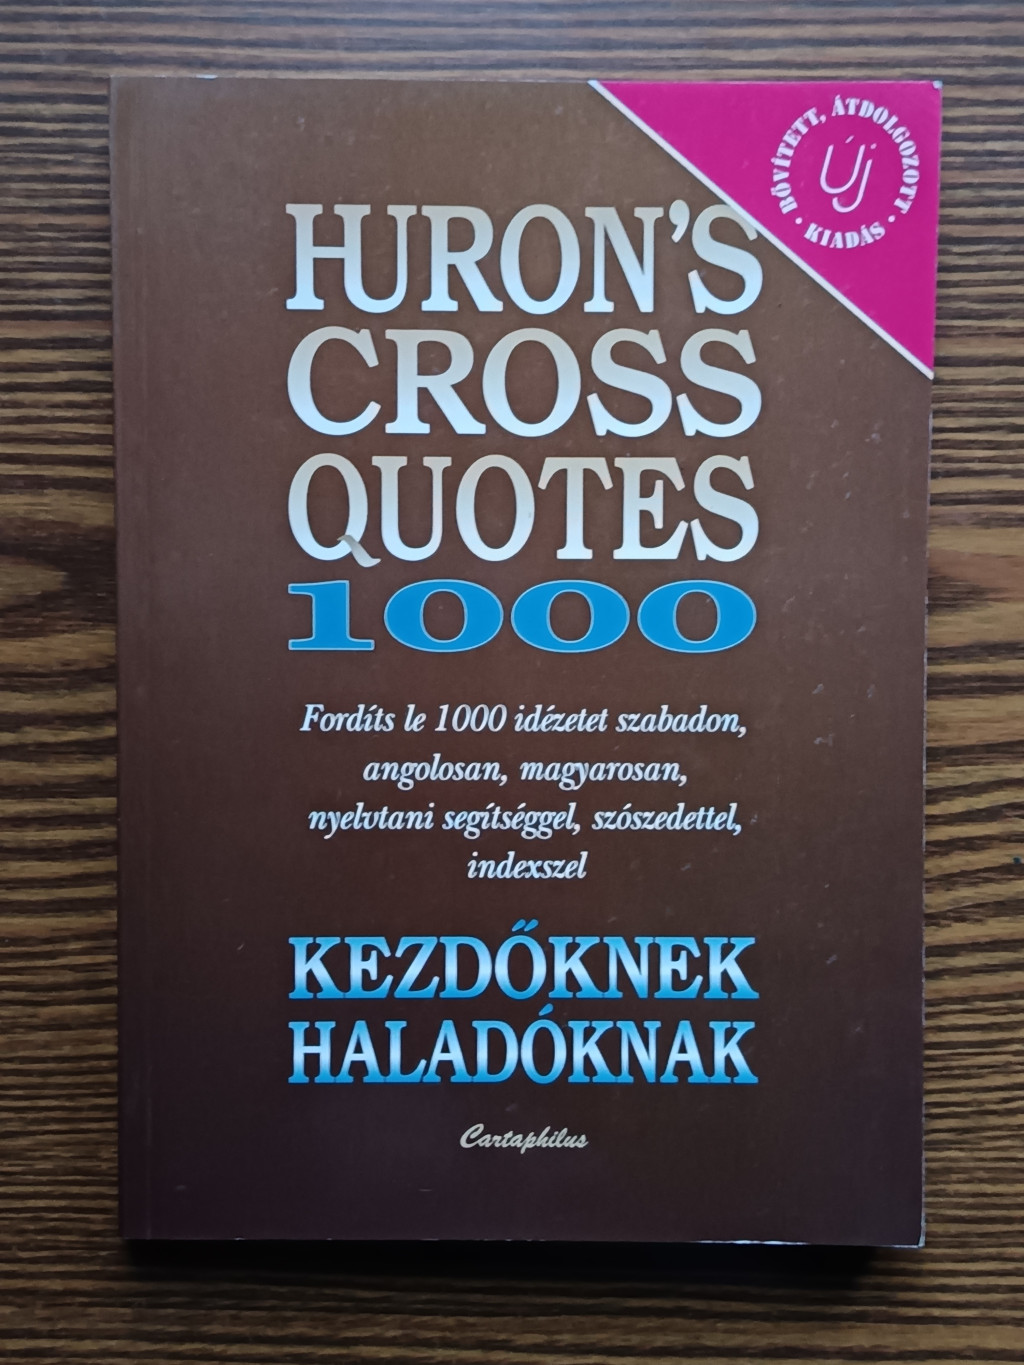 BŐVÍTETT, ÁTDOLGOZOTT
ÚJ
• KIADÁS •
HURON'S
CROSS
QUOTES
1000
Fordíts le 1000 idézetet szabadon,
angolosan, magyarosan,
nyelvtani segítséggel, szószedettel,
indexszel
KEZDŐKNEK
HALADÓKNAK
Cartaphilus